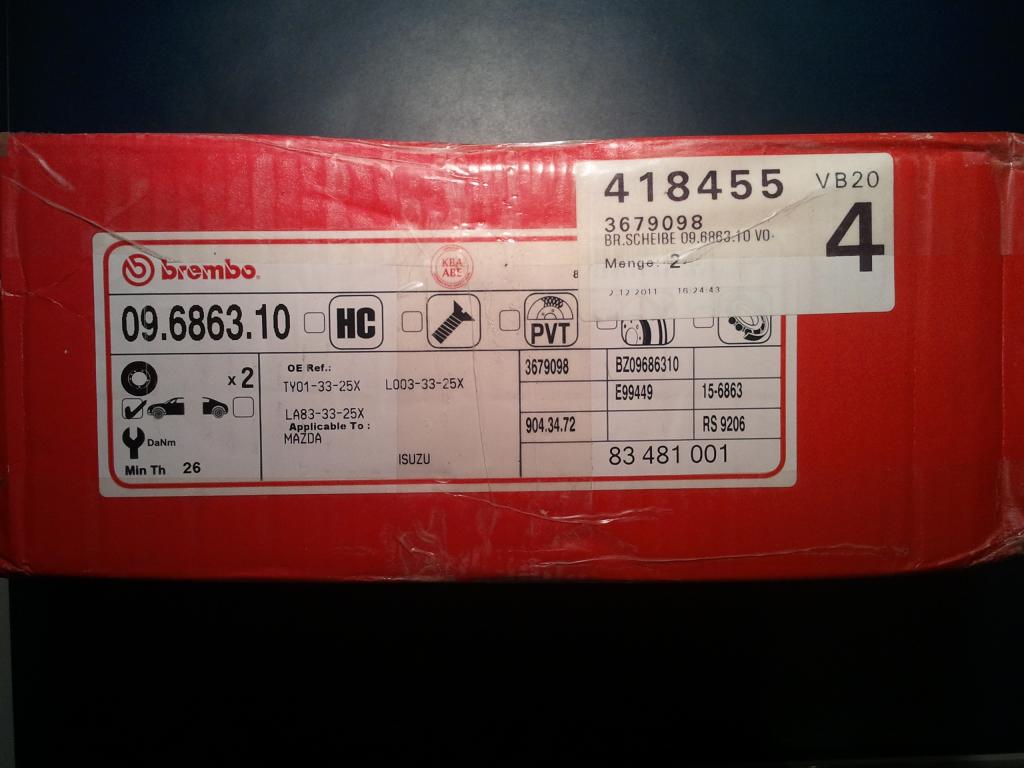 418455 VB20
3679098
BR.SCHEIBE 09.6863.10 VO-
4
Menge: 2
2.12.2011 16:24:43
brembo
KBA
ABE
8
09.6863.10 HC PVT
x 2
DaNm
Min Th 26
OE Ref.:
TY01-33-25X L003-33-25X
LA83-33-25X
Applicable To :
MAZDA
ISUZU
3679098 BZ09686310
E99449 15-6863
904.34.72 RS 9206
83 481 001